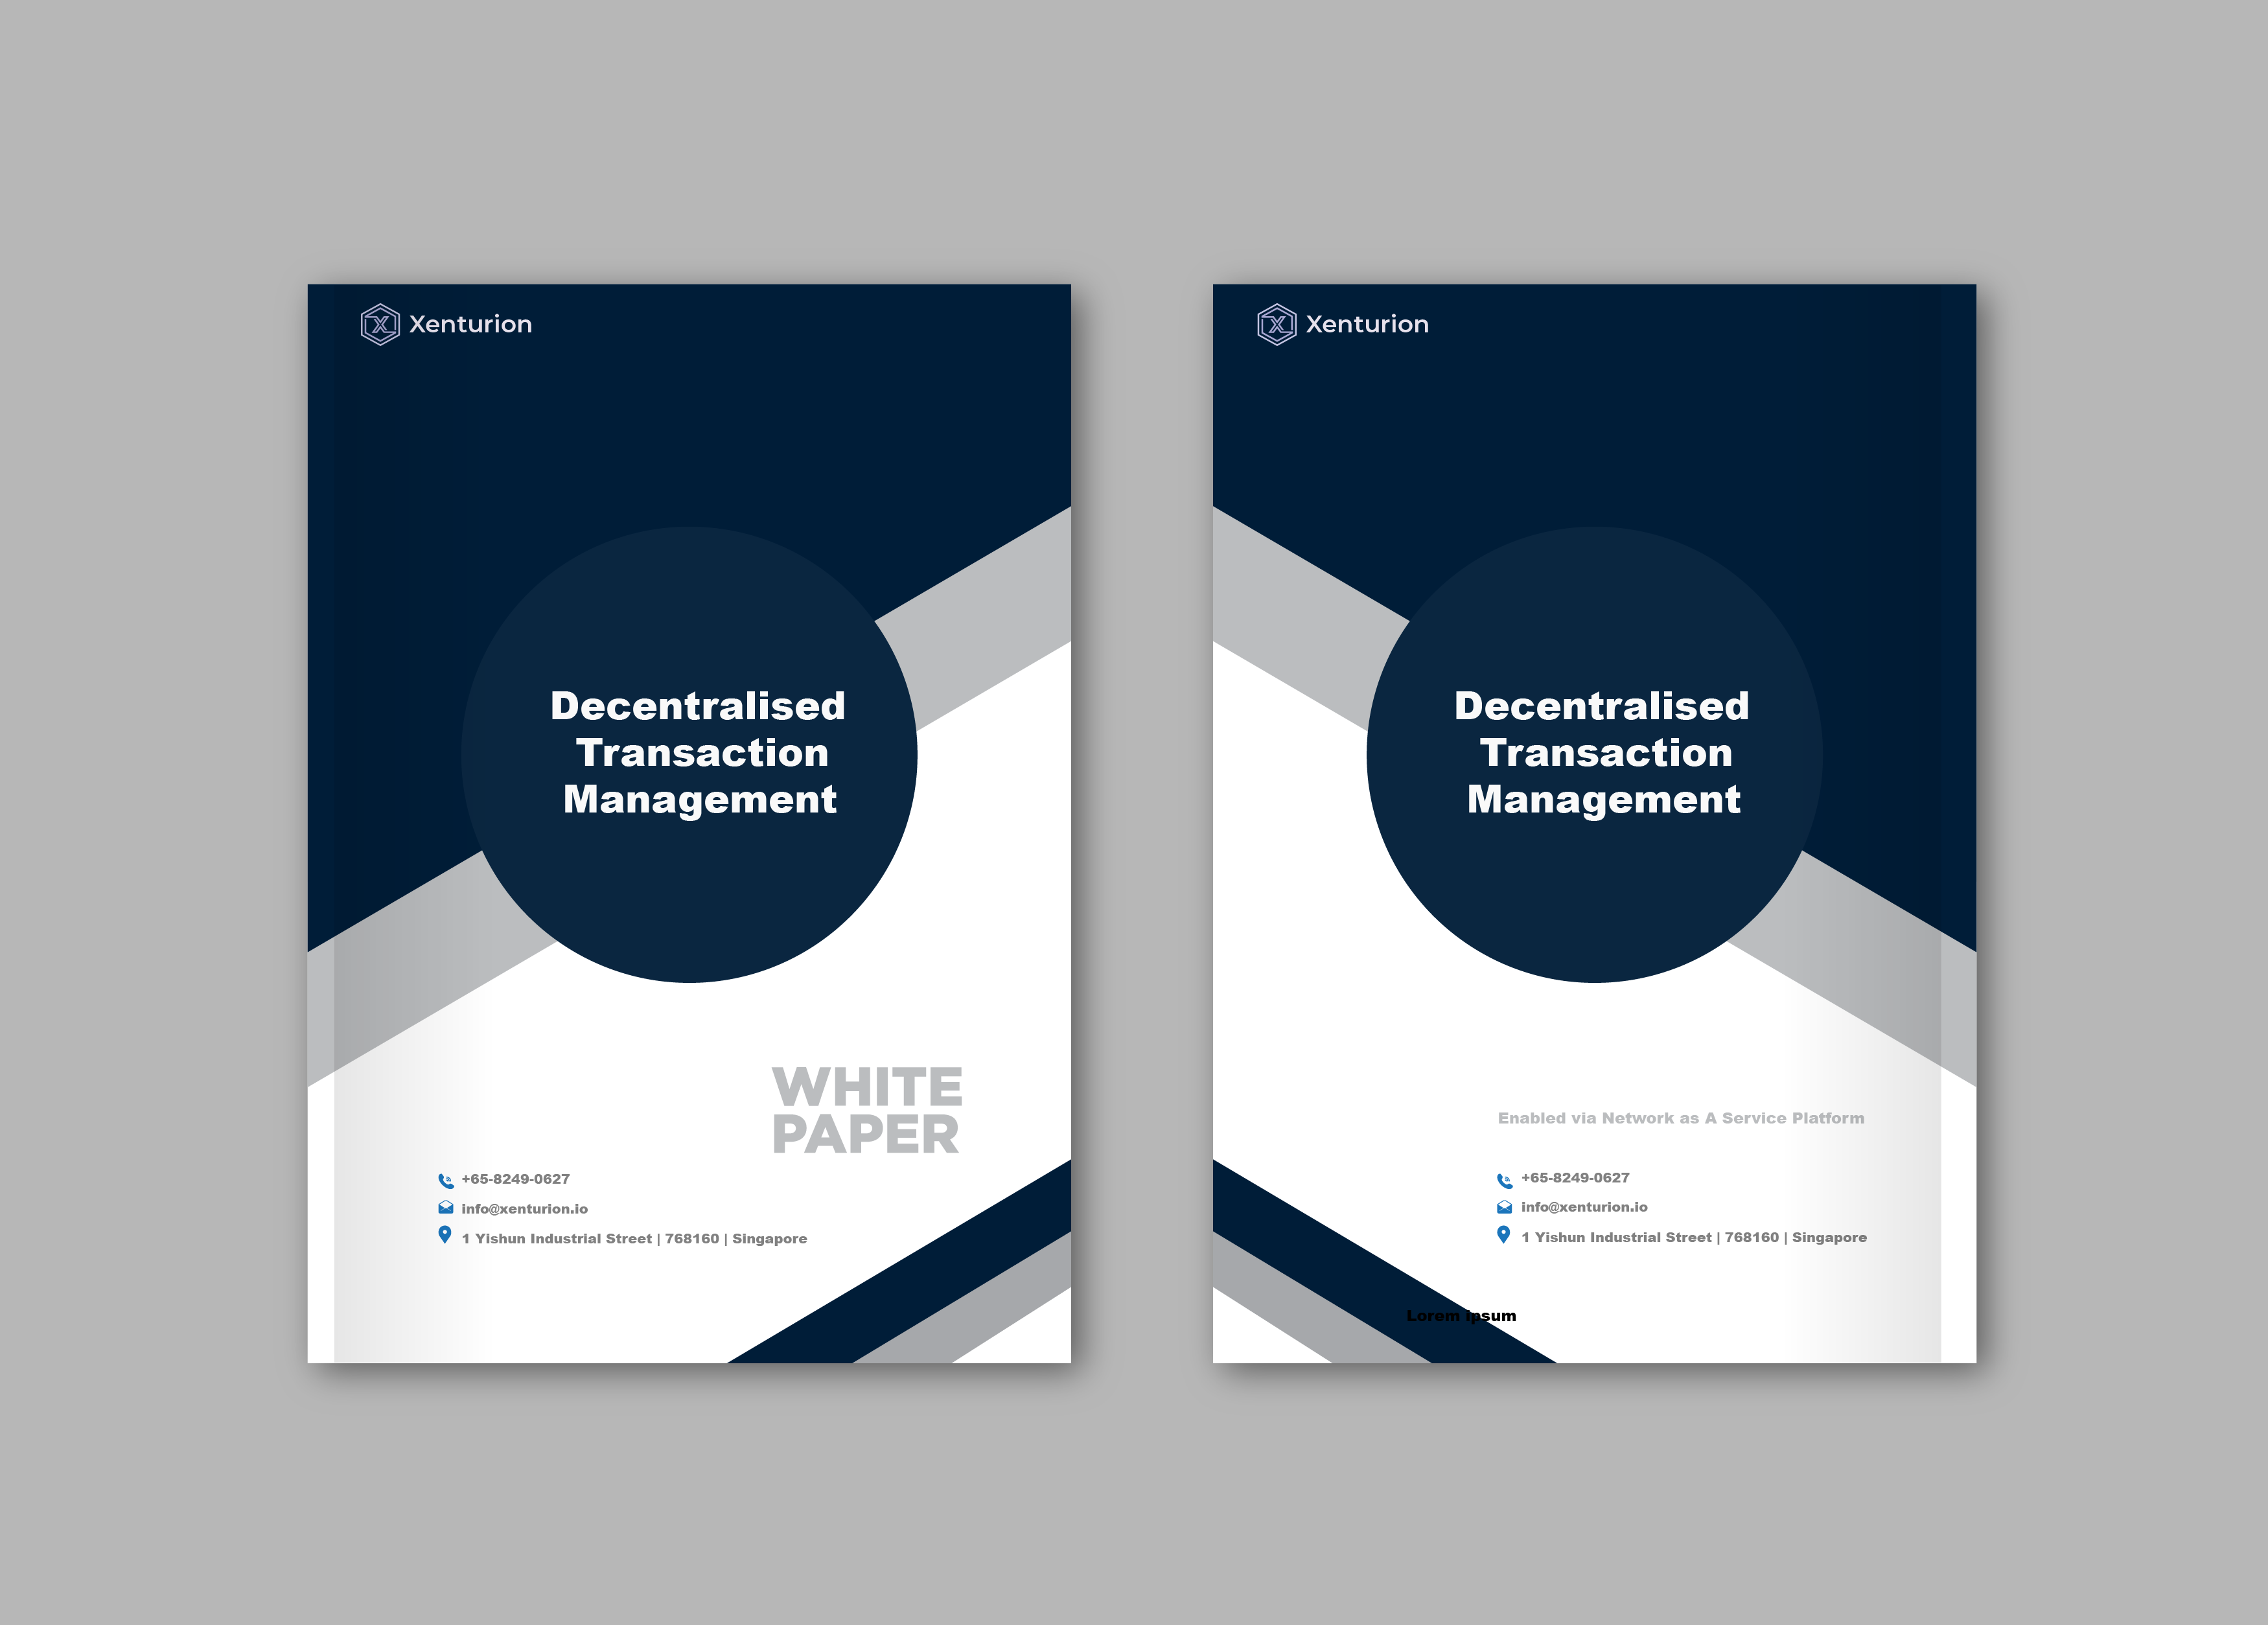 Xenturion
Decentralised
Transaction
Management
WHITE
PAPER
+65-8249-0627
info@xenturion.io
1 Yishun Industrial Street | 768160 | Singapore
Xenturion
Decentralised
Transaction
Management
Enabled via Network as A Service Platform
+65-8249-0627
info@xenturion.io
1 Yishun Industrial Street | 768160 | Singapore
Lorem ipsum